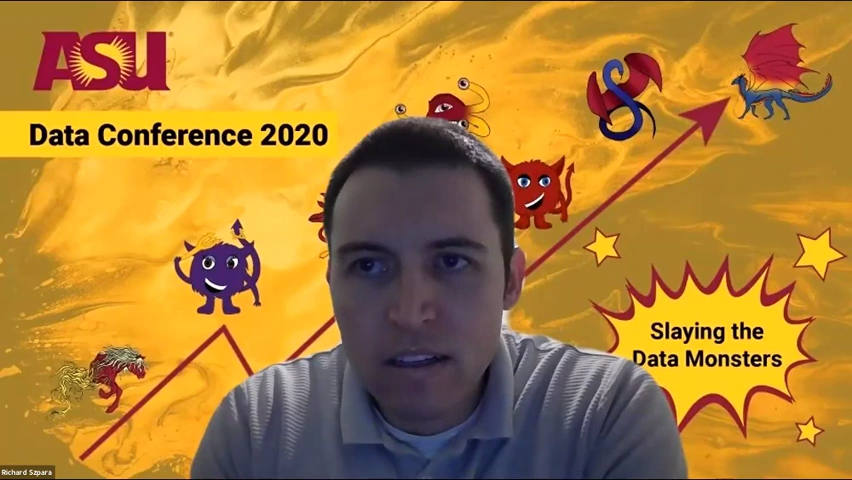 ASU
Data Conference 2020
Slaying the
Data Monsters
Richard Szpara